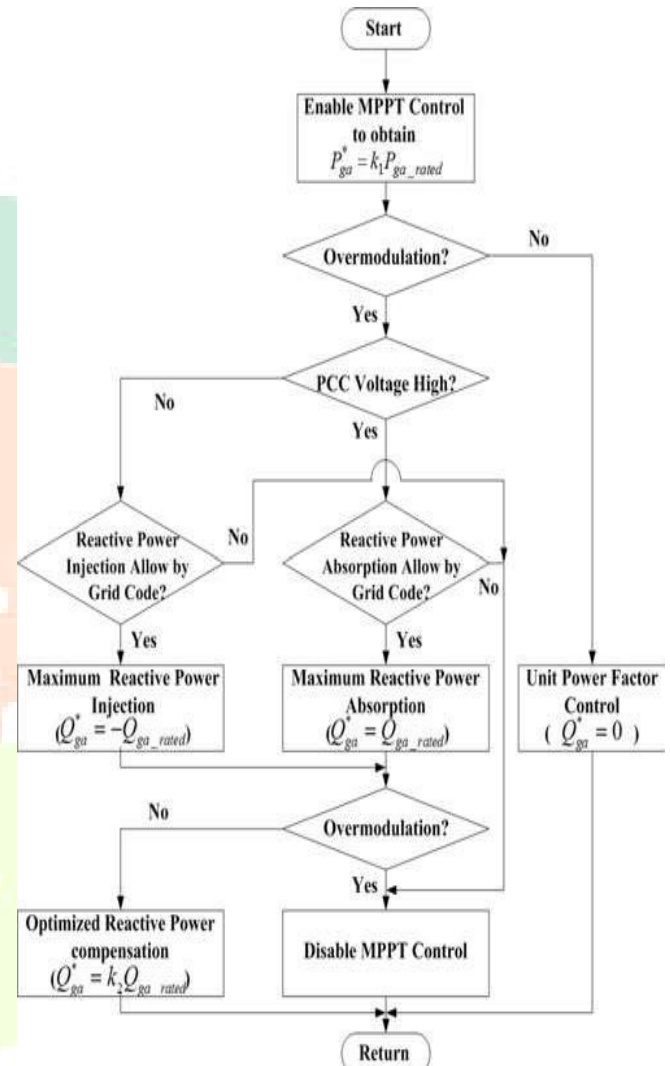 Start
Enable MPPT Control
to obtain
P*ga = k1Pga_rated
Overmodulation?
No
Yes
PCC Voltage High?
No
Yes
Reactive Power
Injection Allow by
Grid Code?
No
Reactive Power
Absorption Allow by
Grid Code?
No
Yes
Yes
Maximum Reactive Power
Injection
(Q*ga = −Qga_rated)
Maximum Reactive Power
Absorption
(Q*ga = Qga_rated)
Unit Power Factor
Control
( Q*ga = 0 )
Overmodulation?
No
Yes
Optimized Reactive Power
compensation
(Q*ga = k2Qga_rated)
Disable MPPT Control
Return